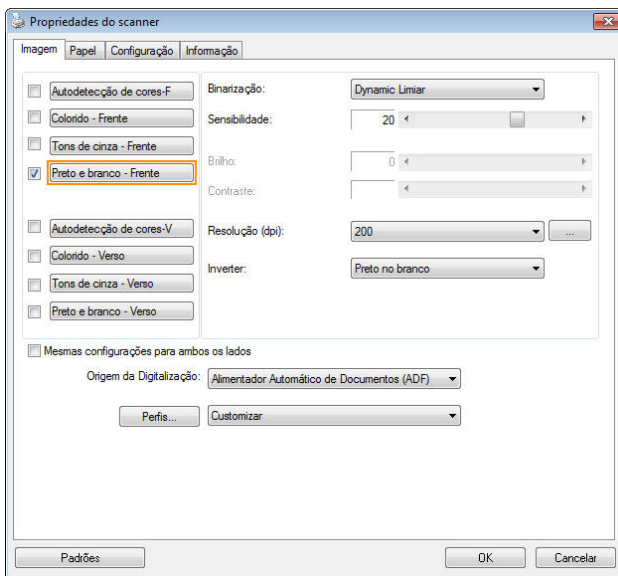 Propriedades do scanner
Imagem Papel Configuração Informação
Autodetecção de cores-F
Colorido - Frente
Tons de cinza - Frente
Preto e branco - Frente
Autodetecção de cores-V
Colorido - Verso
Tons de cinza - Verso
Preto e branco - Verso
Binarização: Dynamic Limiar
Sensibilidade: 20
Brilho: 0
Contraste:
Resolução (dpi): 200 ...
Inverter: Preto no branco
Mesmas configurações para ambos os lados
Origem da Digitalização: Alimentador Automático de Documentos (ADF)
Perfis... Customizar
Padrões OK Cancelar